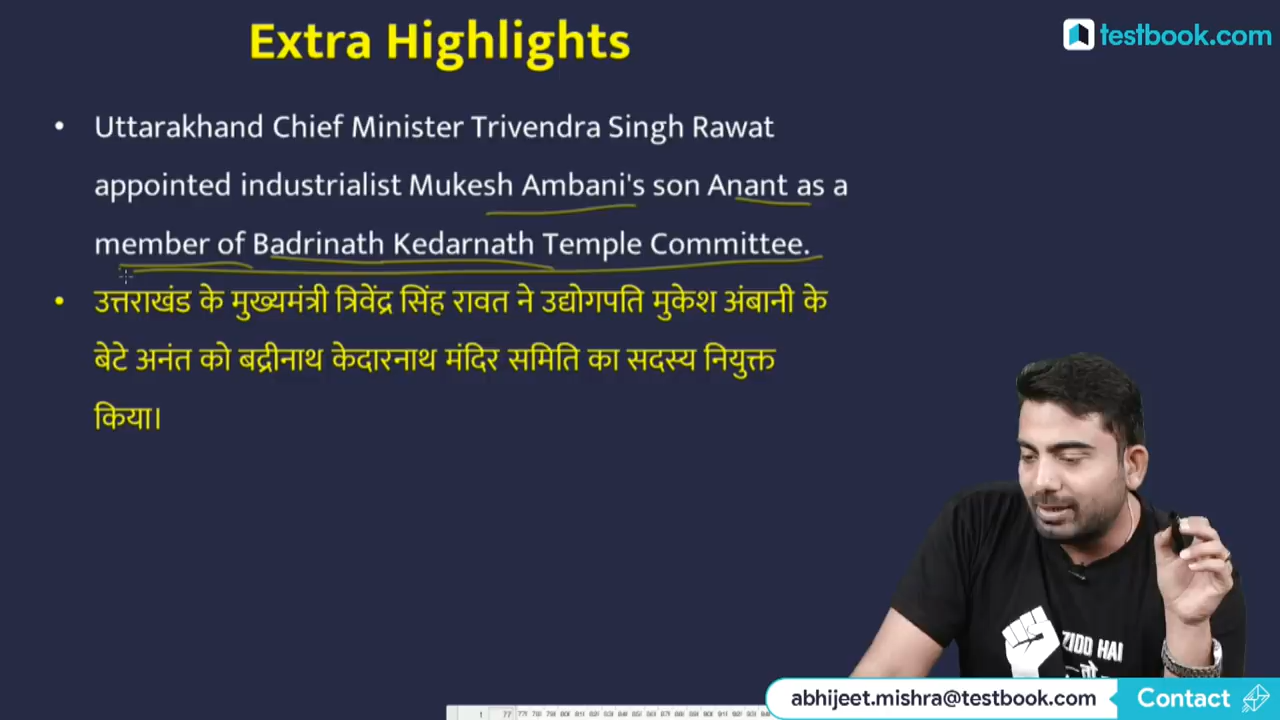 Extra Highlights
testbook.com
• Uttarakhand Chief Minister Trivendra Singh Rawat
appointed industrialist Mukesh Ambani's son Anant as a
member of Badrinath Kedarnath Temple Committee.
• उत्तराखंड के मुख्यमंत्री त्रिवेंद्र सिंह रावत ने उद्योगपति मुकेश अंबानी के
बेटे अनंत को बद्रीनाथ केदारनाथ मंदिर समिति का सदस्य नियुक्त
किया।
ZIDD HAI
तो
abhijeet.mishra@testbook.com
Contact